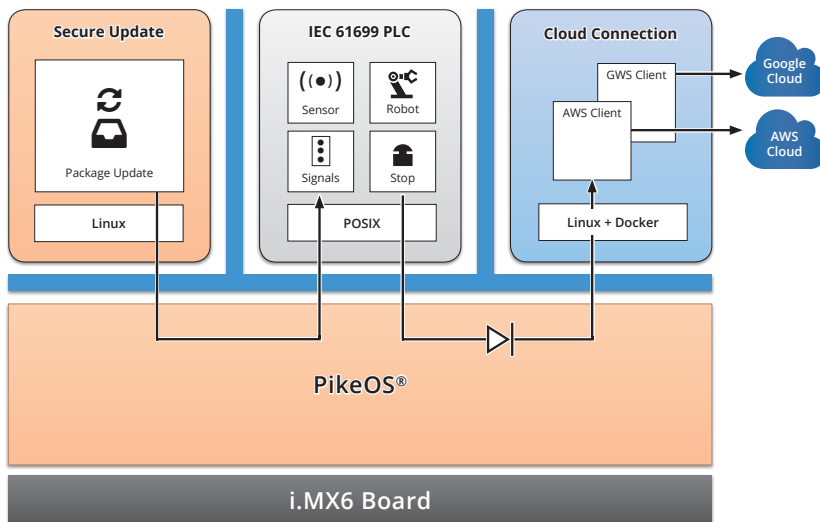 Secure Update
Package Update
Linux
IEC 61699 PLC
Sensor
Robot
Signals
Stop
POSIX
Cloud Connection
GWS Client
AWS Client
Linux + Docker
Google
Cloud
AWS
Cloud
PikeOS®
i.MX6 Board